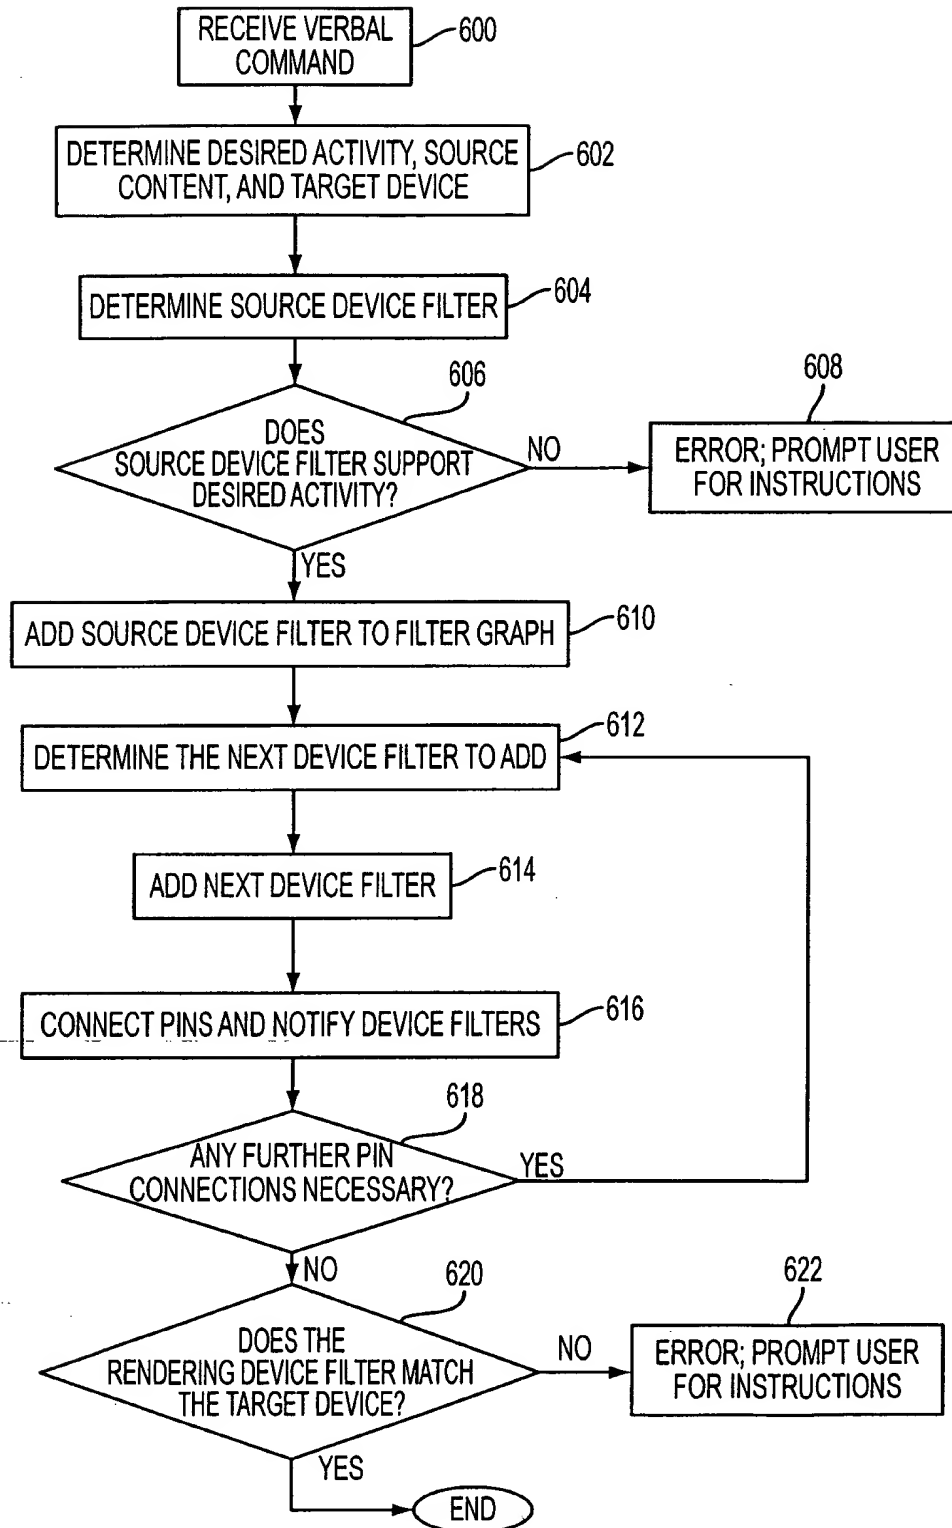 RECEIVE VERBAL
COMMAND
600
DETERMINE DESIRED ACTIVITY, SOURCE
CONTENT, AND TARGET DEVICE
602
DETERMINE SOURCE DEVICE FILTER
604
606
DOES
SOURCE DEVICE FILTER SUPPORT
DESIRED ACTIVITY?
NO
608
ERROR; PROMPT USER
FOR INSTRUCTIONS
YES
ADD SOURCE DEVICE FILTER TO FILTER GRAPH
610
DETERMINE THE NEXT DEVICE FILTER TO ADD
612
ADD NEXT DEVICE FILTER
614
CONNECT PINS AND NOTIFY DEVICE FILTERS
616
618
ANY FURTHER PIN
CONNECTIONS NECESSARY?
YES
NO
620
DOES THE
RENDERING DEVICE FILTER MATCH
THE TARGET DEVICE?
NO
622
ERROR; PROMPT USER
FOR INSTRUCTIONS
YES
END